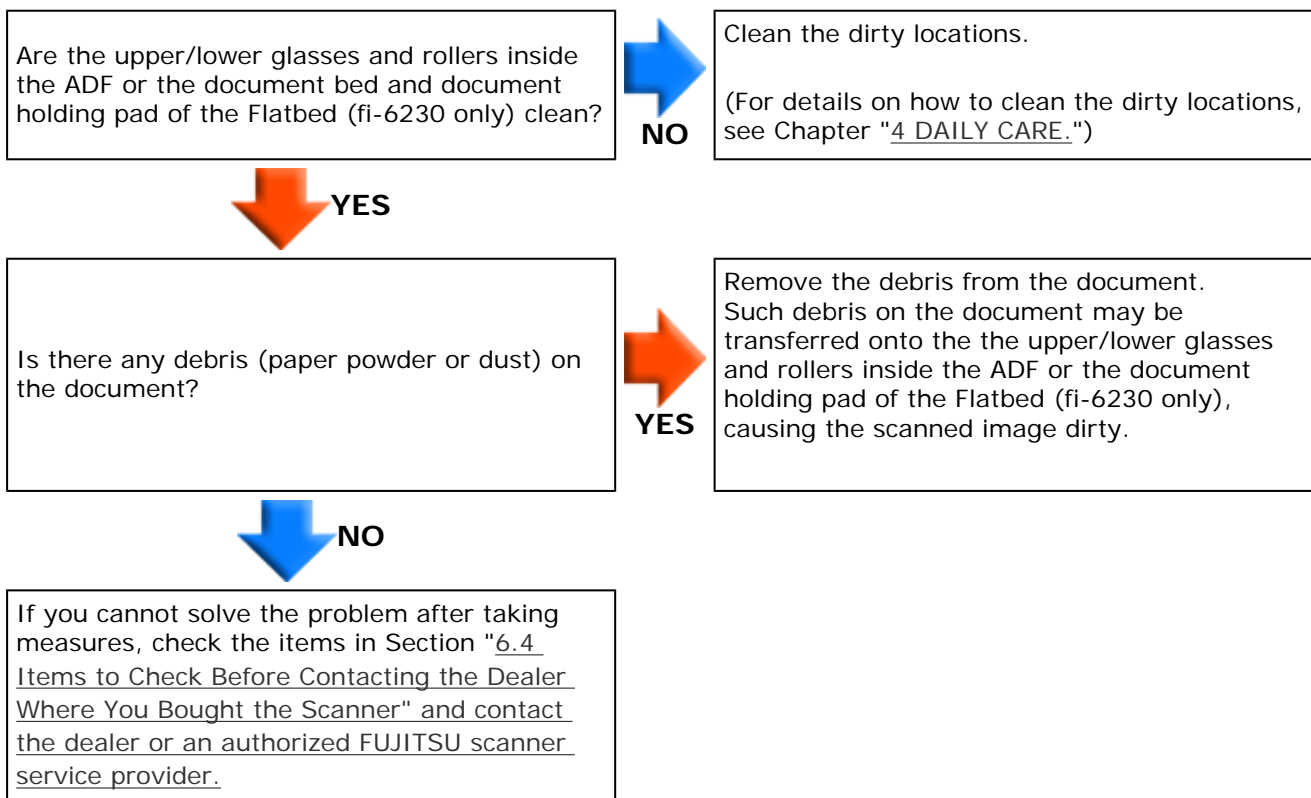 Are the upper/lower glasses and rollers inside
the ADF or the document bed and document
holding pad of the Flatbed (fi-6230 only) clean?
NO
Clean the dirty locations.
(For details on how to clean the dirty locations,
see Chapter "4 DAILY CARE.")
YES
Is there any debris (paper powder or dust) on
the document?
YES
Remove the debris from the document.
Such debris on the document may be
transferred onto the the upper/lower glasses
and rollers inside the ADF or the document
holding pad of the Flatbed (fi-6230 only),
causing the scanned image dirty.
NO
If you cannot solve the problem after taking
measures, check the items in Section "6.4
Items to Check Before Contacting the Dealer
Where You Bought the Scanner" and contact
the dealer or an authorized FUJITSU scanner
service provider.